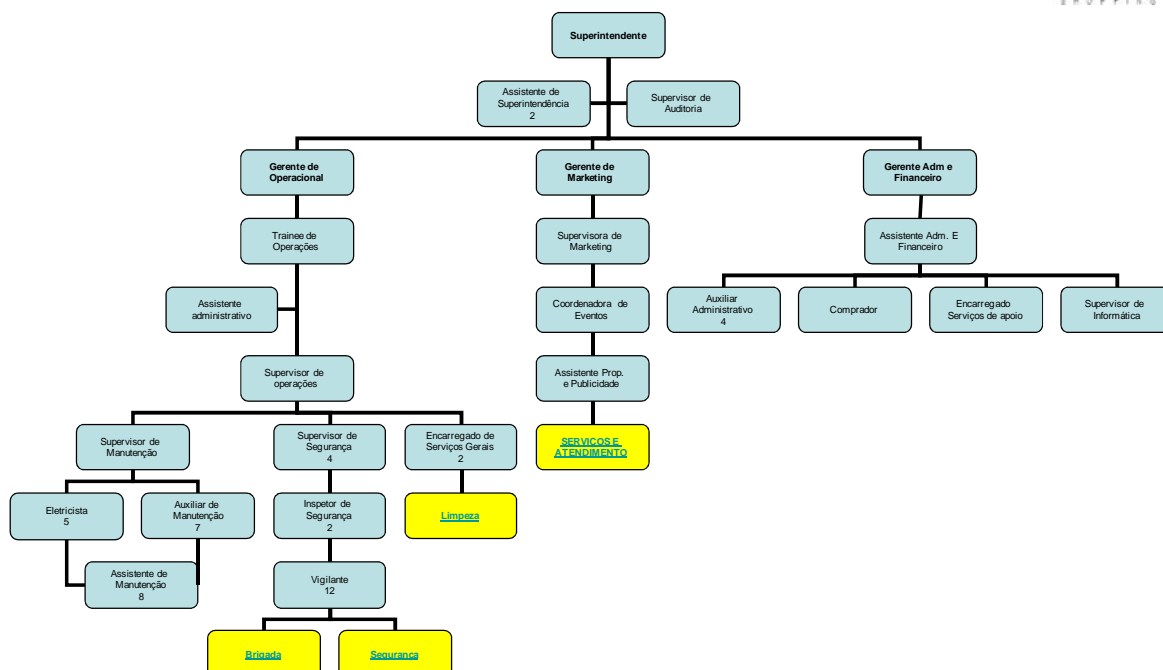 SHOPPING
Superintendente
Assistente de
Superintendência
2
Supervisor de
Auditoria
Gerente de
Operacional
Gerente de
Marketing
Gerente Adm e
Financeiro
Trainee de
Operações
Supervisora de
Marketing
Assistente Adm. E
Financeiro
Assistente
administrativo
Coordenadora de
Eventos
Auxiliar
Administrativo
4
Comprador
Encarregado
Serviços de apoio
Supervisor de
Informática
Supervisor de
operações
Assistente Prop.
e Publicidade
Supervisor de
Manutenção
Supervisor de
Segurança
4
Encarregado de
Serviços Gerais
2
SERVIÇOS E
ATENDIMENTO
Eletricista
5
Auxiliar de
Manutenção
7
Inspetor de
Segurança
2
Limpeza
Assistente de
Manutenção
8
Vigilante
12
Brigada
Segurança